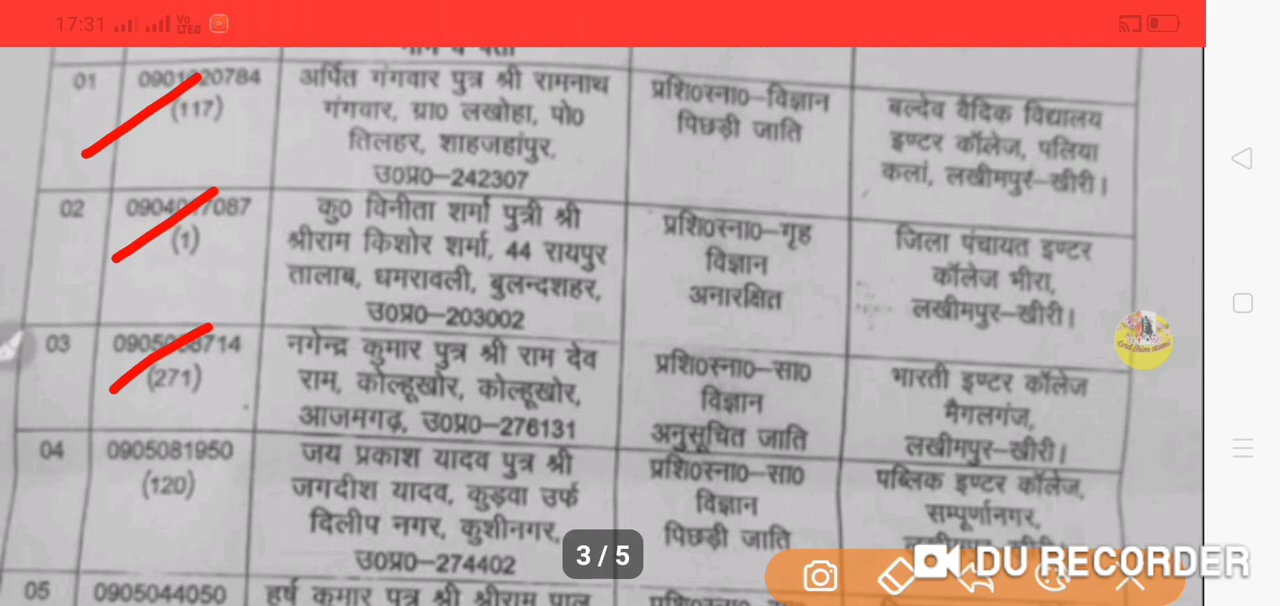 17:31 Vo LTE
नाम व पता
01 0901020784 अर्पित गंगवार पुत्र श्री रामनाथ प्रशि0स्ना0-विज्ञान बल्देव वैदिक विद्यालय
(117) गंगवार, ग्रा0 लखोहा, पो0 पिछड़ी जाति इण्टर कॉलेज, पलिया
तिलहर, शाहजहांपुर, कलां, लखीमपुर-खीरी।
उ0प्र0-242307
02 कु0 विनीता शर्मा पुत्री श्री प्रशि0स्ना0-गृह जिला पंचायत इण्टर
(1) श्रीराम किशोर शर्मा, 44 रायपुर विज्ञान कॉलेज भीरा,
तालाब, धमरावली, बुलन्दशहर, अनारक्षित लखीमपुर-खीरी।
उ0प्र0-203002
03 नगेन्द्र कुमार पुत्र श्री राम देव प्रशि0स्ना0-सा0 भारती इण्टर कॉलेज
(271) राम, कोल्हूखोर, कोल्हूखोर, विज्ञान मैगलगंज,
आजमगढ़, उ0प्र0-276131 अनुसूचित जाति लखीमपुर-खीरी।
04 0905081950 जय प्रकाश यादव पुत्र श्री प्रशि0स्ना0-सा0 पब्लिक इण्टर कॉलेज,
(120) जगदीश यादव, कुड़वा उर्फ विज्ञान सम्पूर्णानगर,
दिलीप नगर, कुशीनगर, पिछड़ी जाति
उ0प्र0-274402
3 / 5
DU RECORDER
05 0905044050 हर्ष कुमार पुत्र श्री श्रीराम पाल